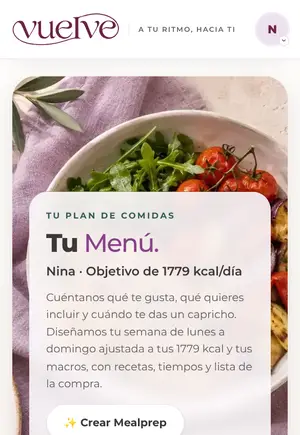 vuelve
A TU RITMO, HACIA TI
N
TU PLAN DE COMIDAS
Tu Menú.
Nina · Objetivo de 1779 kcal/día
Cuéntanos qué te gusta, qué quieres
incluir y cuándo te das un capricho.
Diseñamos tu semana de lunes a
domingo ajustada a tus 1779 kcal y tus
macros, con recetas, tiempos y lista de
la compra.
✨ Crear Mealprep